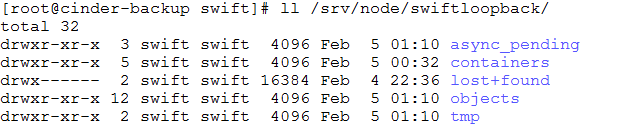 [root@cinder-backup swift]# ll /srv/node/swiftloopback/
total 32
drwxr-xr-x  3 swift swift  4096 Feb  5 01:10 async_pending
drwxr-xr-x  5 swift swift  4096 Feb  5 00:32 containers
drwx------  2 swift swift 16384 Feb  4 22:36 lost+found
drwxr-xr-x 12 swift swift  4096 Feb  5 01:10 objects
drwxr-xr-x  2 swift swift  4096 Feb  5 01:10 tmp